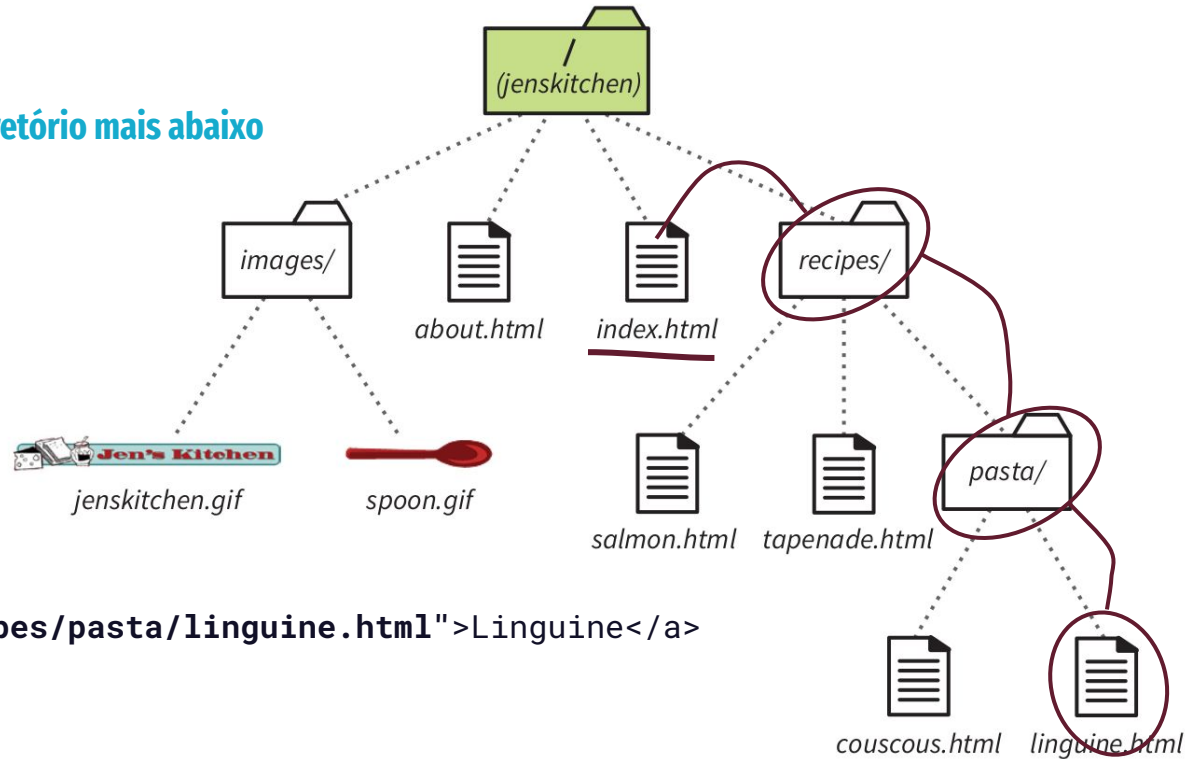 /
(jenskitchen)
etório mais abaixo
images/
about.html
index.html
recipes/
Jen's Kitchen
jenskitchen.gif
spoon.gif
salmon.html
tapenade.html
pasta/
pes/pasta/linguine.html">Linguine</a>
couscous.html
linguine.html